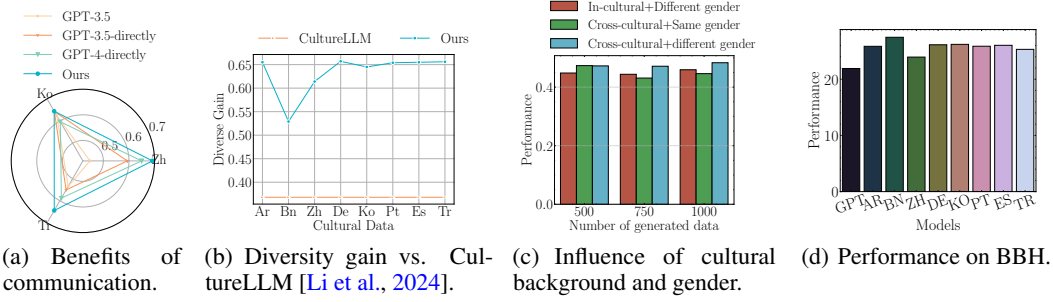 GPT-3.5
GPT-3.5-directly
GPT-4-directly
Ours
Ko
0.7
0.6
0.5
Zh
Tr
(a) Benefits of
communication.
CultureLLM
Ours
Diverse Gain
0.65
0.60
0.55
0.50
0.45
0.40
Ar Bn Zh De Ko Pt Es Tr
Cultural Data
(b) Diversity gain vs. Cul-
tureLLM [Li et al., 2024].
In-cultural+Different gender
Cross-cultural+Same gender
Cross-cultural+different gender
Performance
0.4
0.2
0.0
500 750 1000
Number of generated data
(c) Influence of cultural
background and gender.
Performance
20
0
GPT AR BN ZH DE KO PT ES TR
Models
(d) Performance on BBH.